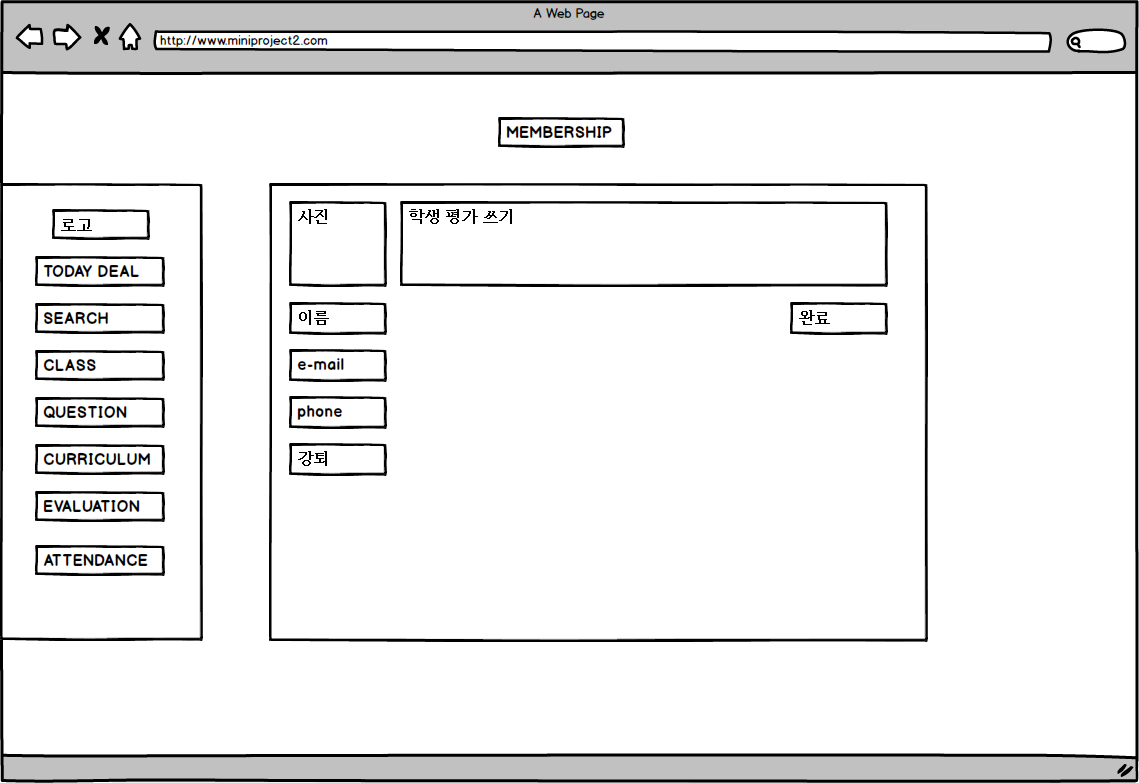 A Web Page
http://www.miniproject2.com
MEMBERSHIP
로고
TODAY DEAL
SEARCH
CLASS
QUESTION
CURRICULUM
EVALUATION
ATTENDANCE
사진
학생 평가 쓰기
이름
완료
e-mail
phone
강퇴